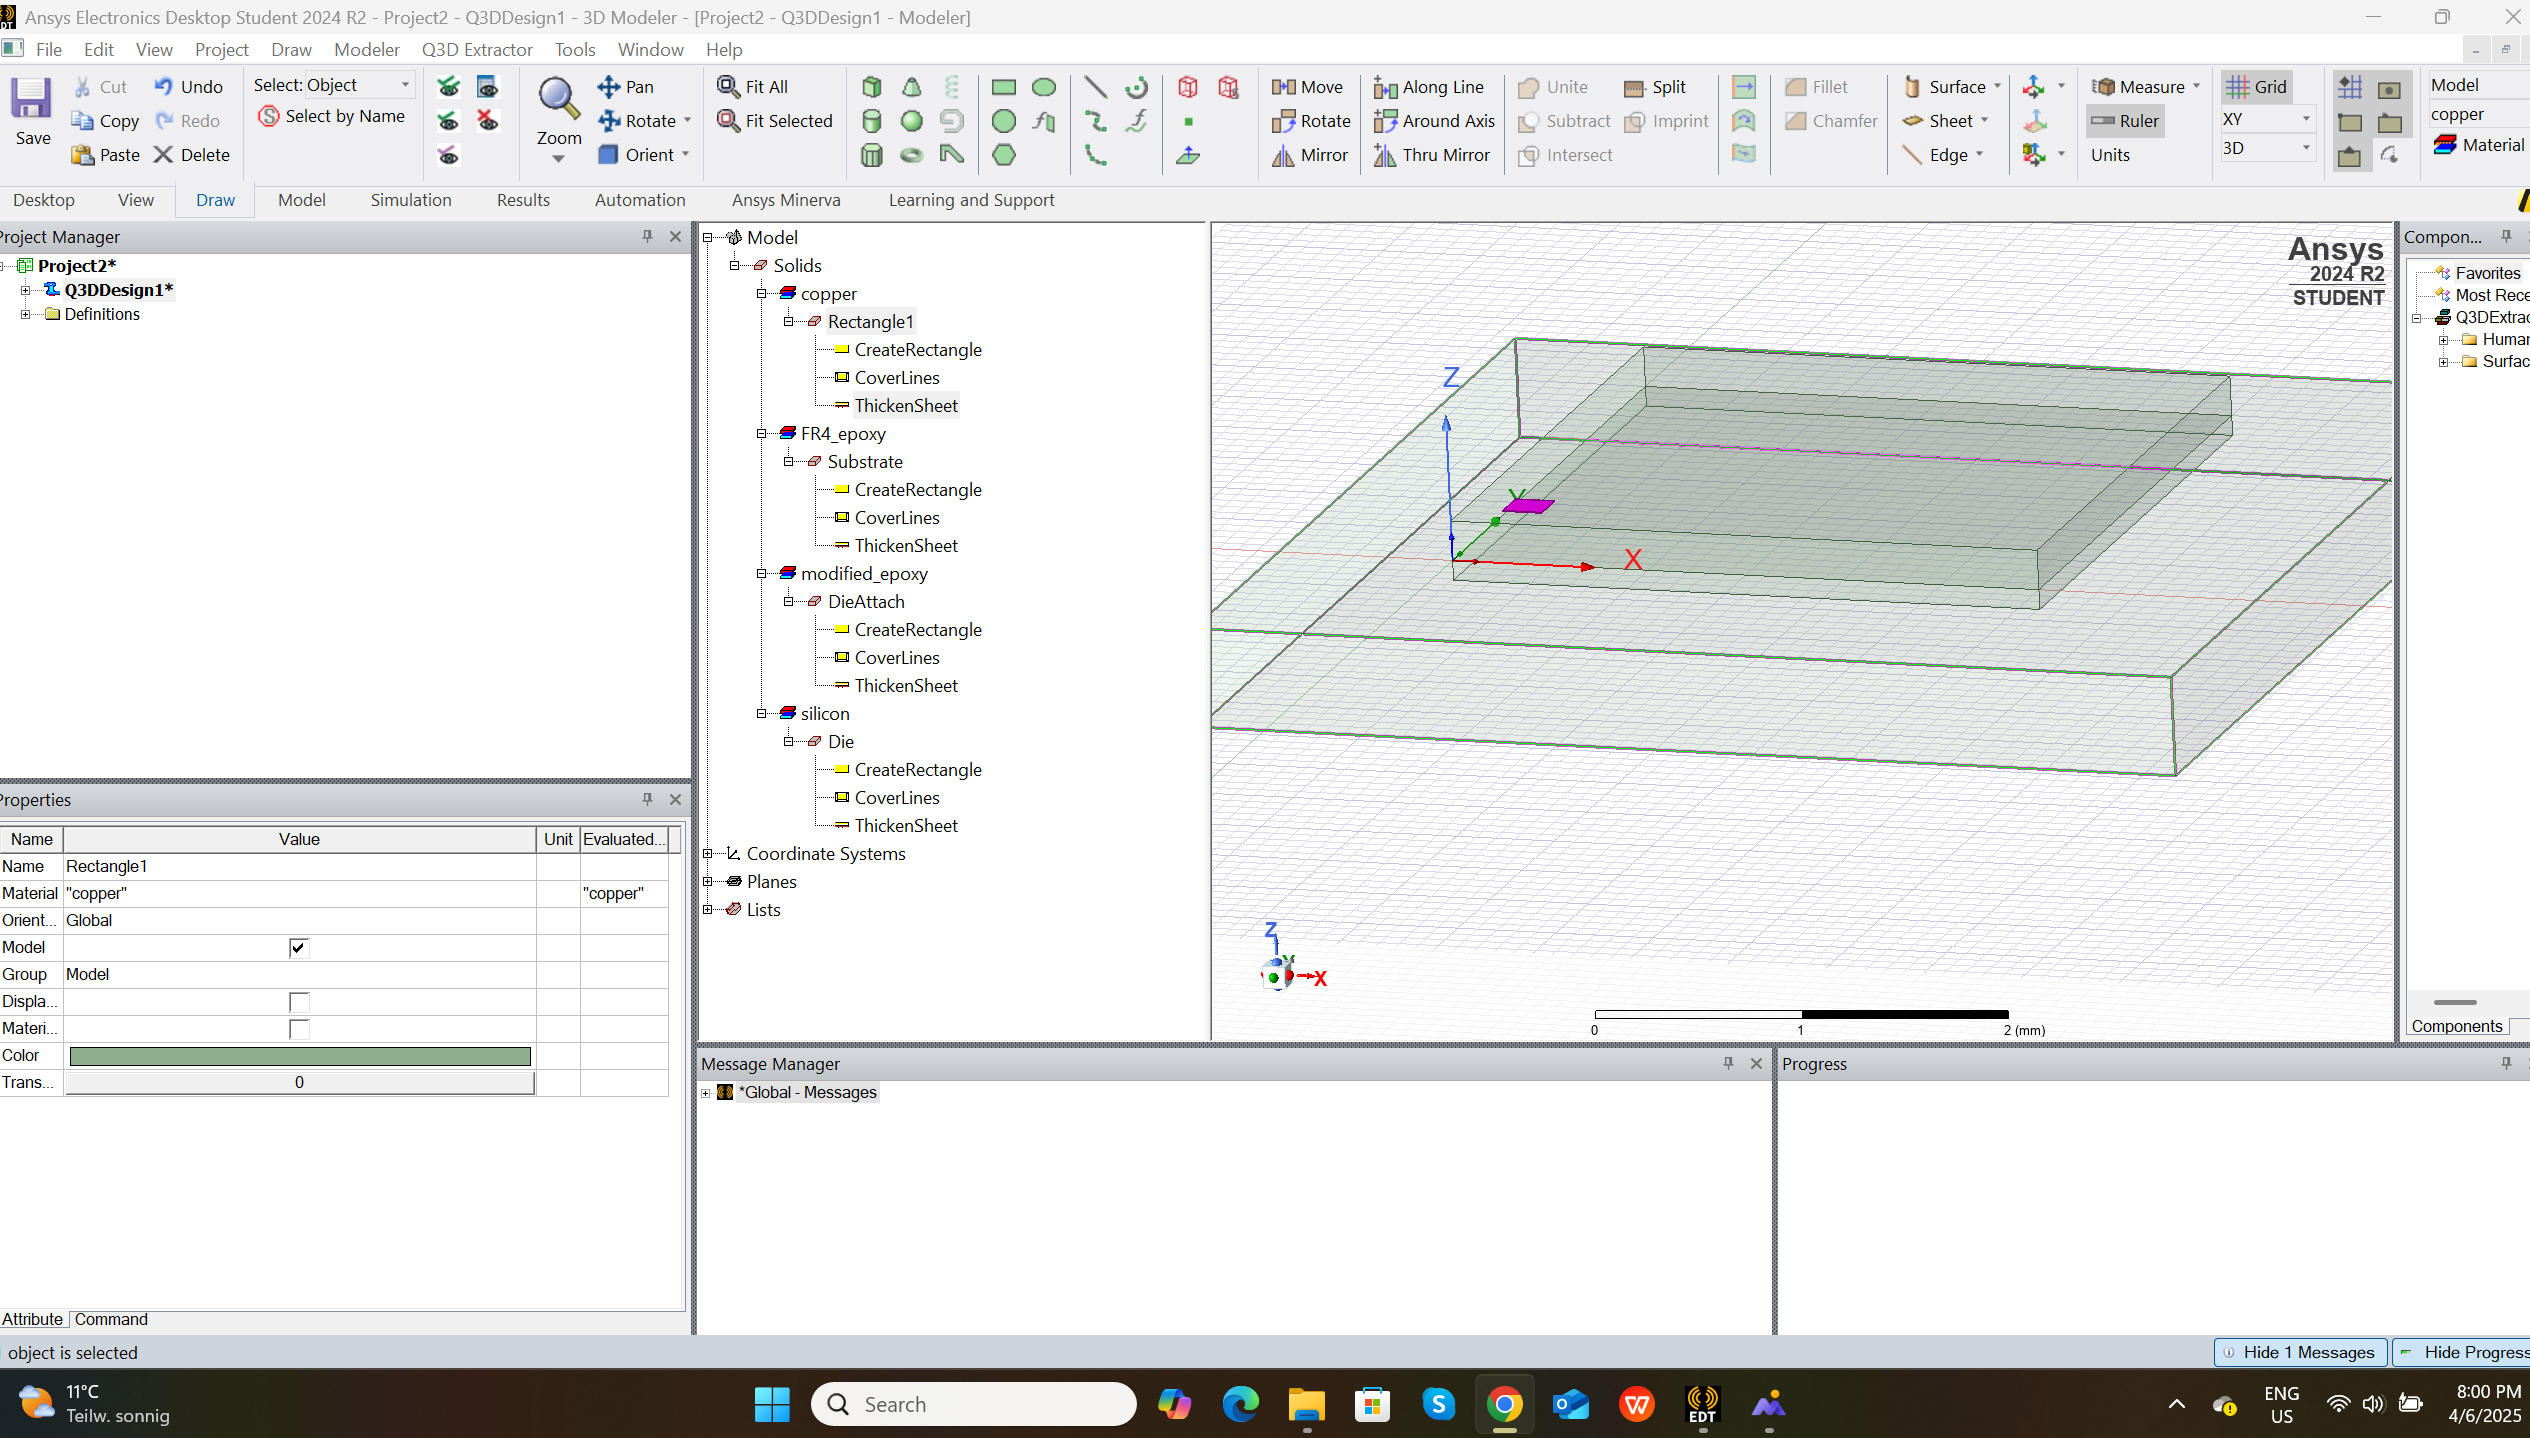 Ansys Electronics Desktop Student 2024 R2 - Project2 - Q3DDesign1 - 3D Modeler - [Project2 - Q3DDesign1 - Modeler]
File Edit View Project Draw Modeler Q3D Extractor Tools Window Help
Save
Cut
Copy
Paste
Undo
Redo
Delete
Select: Object
Select by Name
Zoom
Pan
Rotate
Orient
Fit All
Fit Selected
Move
Rotate
Mirror
Along Line
Around Axis
Thru Mirror
Unite
Subtract
Intersect
Split
Imprint
Fillet
Chamfer
Surface
Sheet
Edge
Measure
Ruler
Units
Grid
XY
3D
Model
copper
Material
Desktop View Draw Model Simulation Results Automation Ansys Minerva Learning and Support
Project Manager
Project2*
Q3DDesign1*
Definitions
Model
Solids
copper
Rectangle1
CreateRectangle
CoverLines
ThickenSheet
FR4_epoxy
Substrate
CreateRectangle
CoverLines
ThickenSheet
modified_epoxy
DieAttach
CreateRectangle
CoverLines
ThickenSheet
silicon
Die
CreateRectangle
CoverLines
ThickenSheet
Coordinate Systems
Planes
Lists
Ansys
2024 R2
STUDENT
Z
Y
X
Z
Y
X
0 1 2 (mm)
Compon...
Favorites
Most Rece
Q3DExtrac
Human
Surfac
Components
Properties
Name Value Unit Evaluated...
Name Rectangle1
Material "copper" "copper"
Orient... Global
Model
Group Model
Displa...
Materi...
Color
Trans... 0
Attribute Command
Message Manager
*Global - Messages
Progress
object is selected
Hide 1 Messages
Hide Progress
11°C
Teilw. sonnig
Search
EDT
ENG
US
8:00 PM
4/6/2025